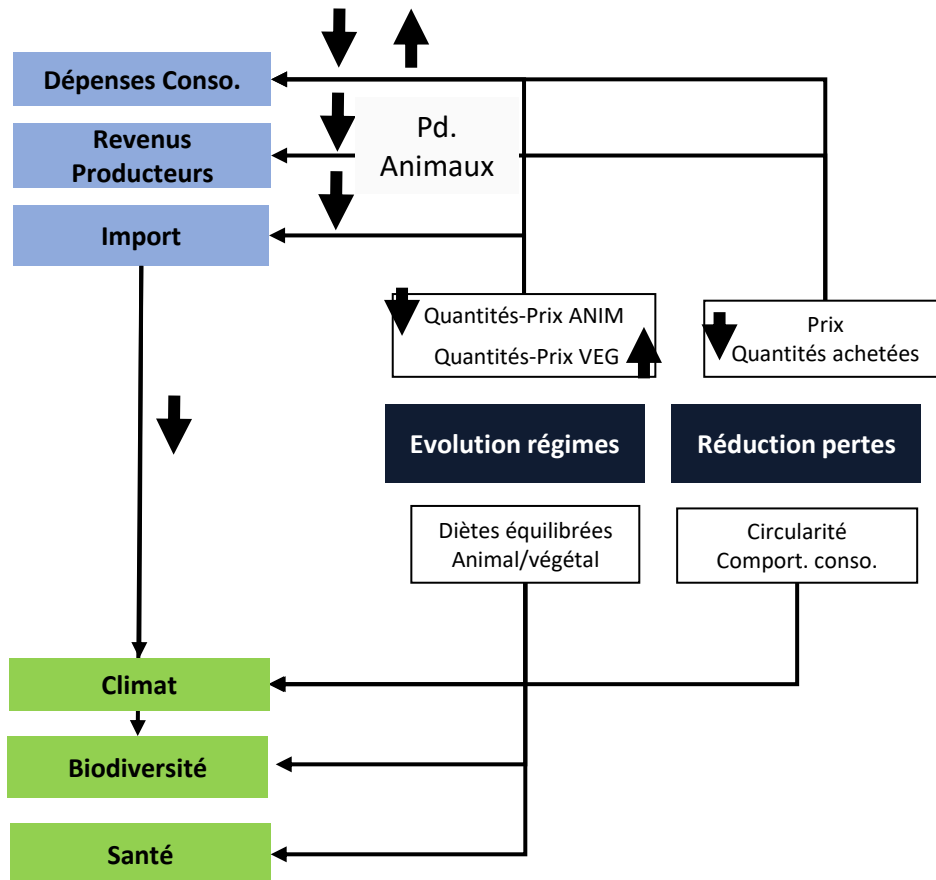 Dépenses Conso.
Revenus
Producteurs
Pd.
Animaux
Import
Quantités-Prix ANIM
Quantités-Prix VEG
Prix
Quantités achetées
Evolution régimes
Réduction pertes
Diètes équilibrées
Animal/végétal
Circularité
Comport. conso.
Climat
Biodiversité
Santé